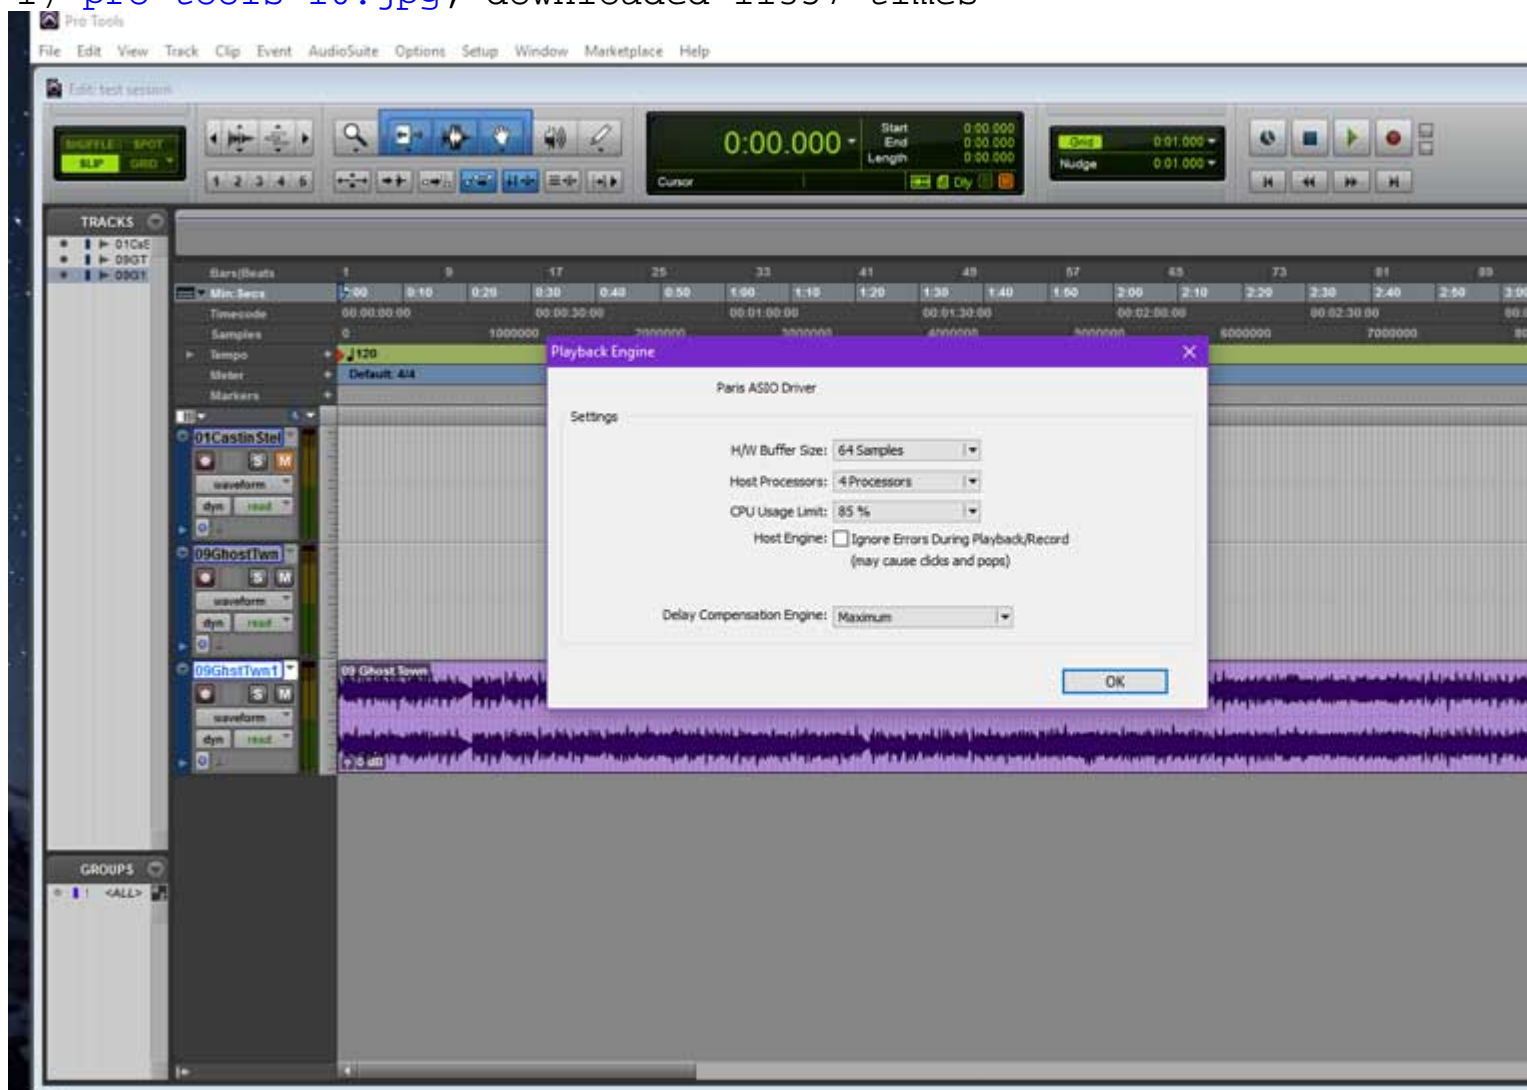 Pro Tools
File Edit View Track Clip Event AudioSuite Options Setup Window Marketplace Help
Edit: test session
SHUFFLE SPOT
SLIP GRID
1 2 3 4 5
0:00.000
Start 0:00.000
End 0:00.000
Length 0:00.000
Cursor
Dly
Grid 0:01.000
Nudge 0:01.000
TRACKS
01CsS
09GT
09G1
Bars|Beats 1 9 17 25 33 41 49 57 65 73 81 89
Min:Secs 0:00 0:10 0:20 0:30 0:40 0:50 1:00 1:10 1:20 1:30 1:40 1:50 2:00 2:10 2:20 2:30 2:40 2:50
Timecode 00:00:00:00 00:00:30:00 00:01:00:00 00:01:30:00 00:02:00:00 00:02:30:00
Samples 0 1000000 2000000 3000000 4000000 5000000 6000000 7000000
Tempo 120
Meter Default: 4/4
Markers
Playback Engine
Paris ASIO Driver
Settings
H/W Buffer Size: 64 Samples
Host Processors: 4 Processors
CPU Usage Limit: 85 %
Host Engine: Ignore Errors During Playback/Record
(may cause clicks and pops)
Delay Compensation Engine: Maximum
OK
01CastinStel
S M
waveform
dyn read
09GhostTwn
S M
waveform
dyn read
09GhstTwn1
S M
waveform
dyn read
09 Ghost Town
0 dB
GROUPS
! <ALL>